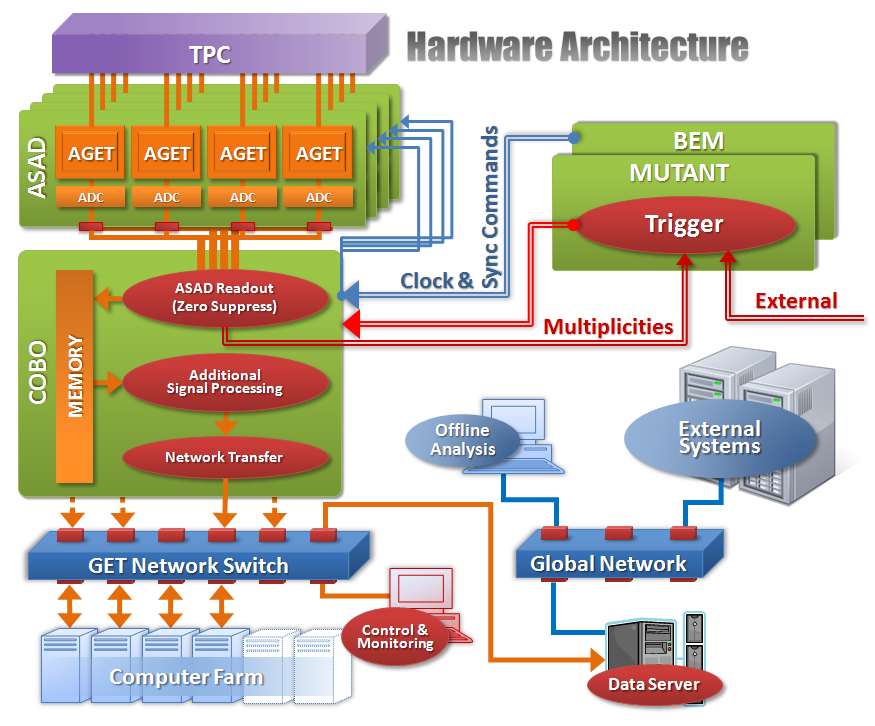 TPC
Hardware Architecture
ASAD
AGET
AGET
AGET
AGET
ADC
ADC
ADC
ADC
BEM
MUTANT
Trigger
Clock &
Sync Commands
External
Multiplicities
COBO
MEMORY
ASAD Readout
(Zero Suppress)
Additional
Signal Processing
Network Transfer
Offline
Analysis
External
Systems
GET Network Switch
Global Network
Control &
Monitoring
Computer Farm
Data Server